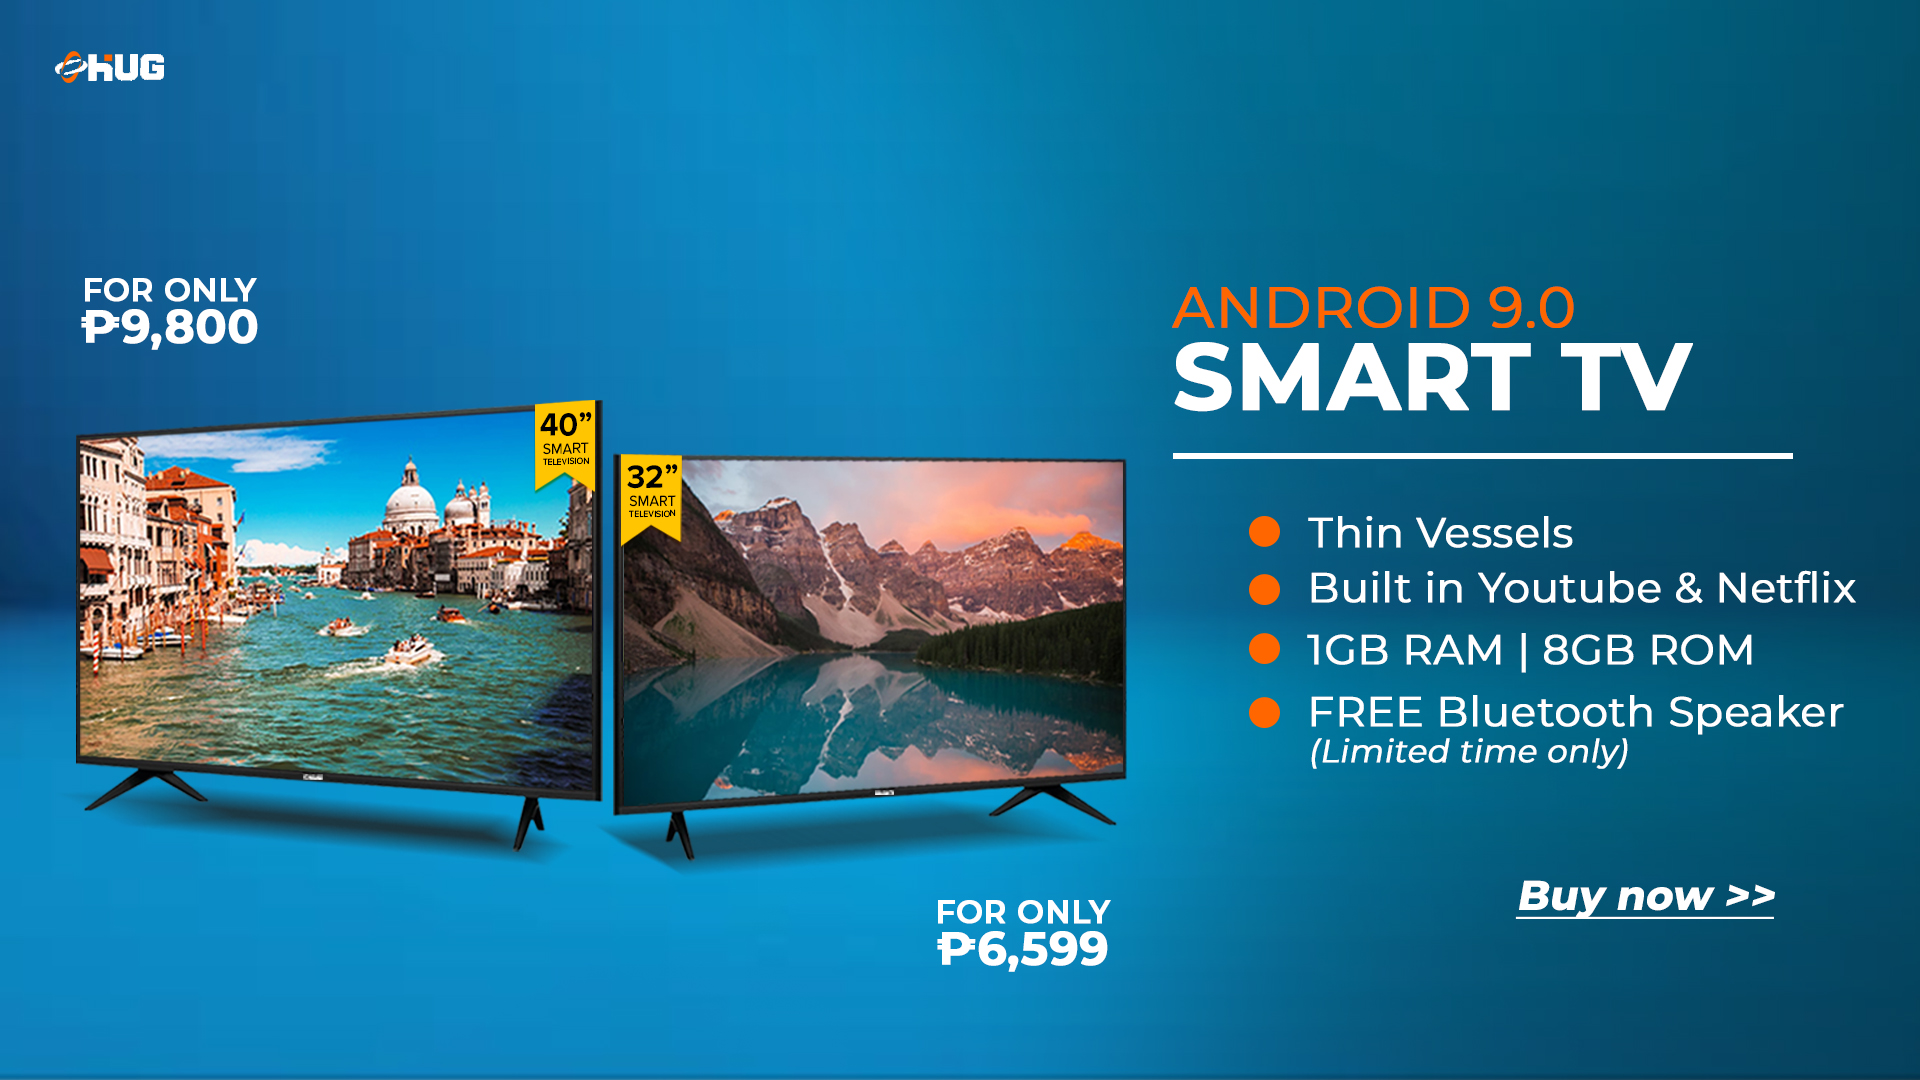 HUG
FOR ONLY
₱9,800
40”
SMART
TELEVISION
32”
SMART
TELEVISION
FOR ONLY
₱6,599
ANDROID 9.0
SMART TV
Thin Vessels
Built in Youtube & Netflix
1GB RAM | 8GB ROM
FREE Bluetooth Speaker
(Limited time only)
Buy now >>